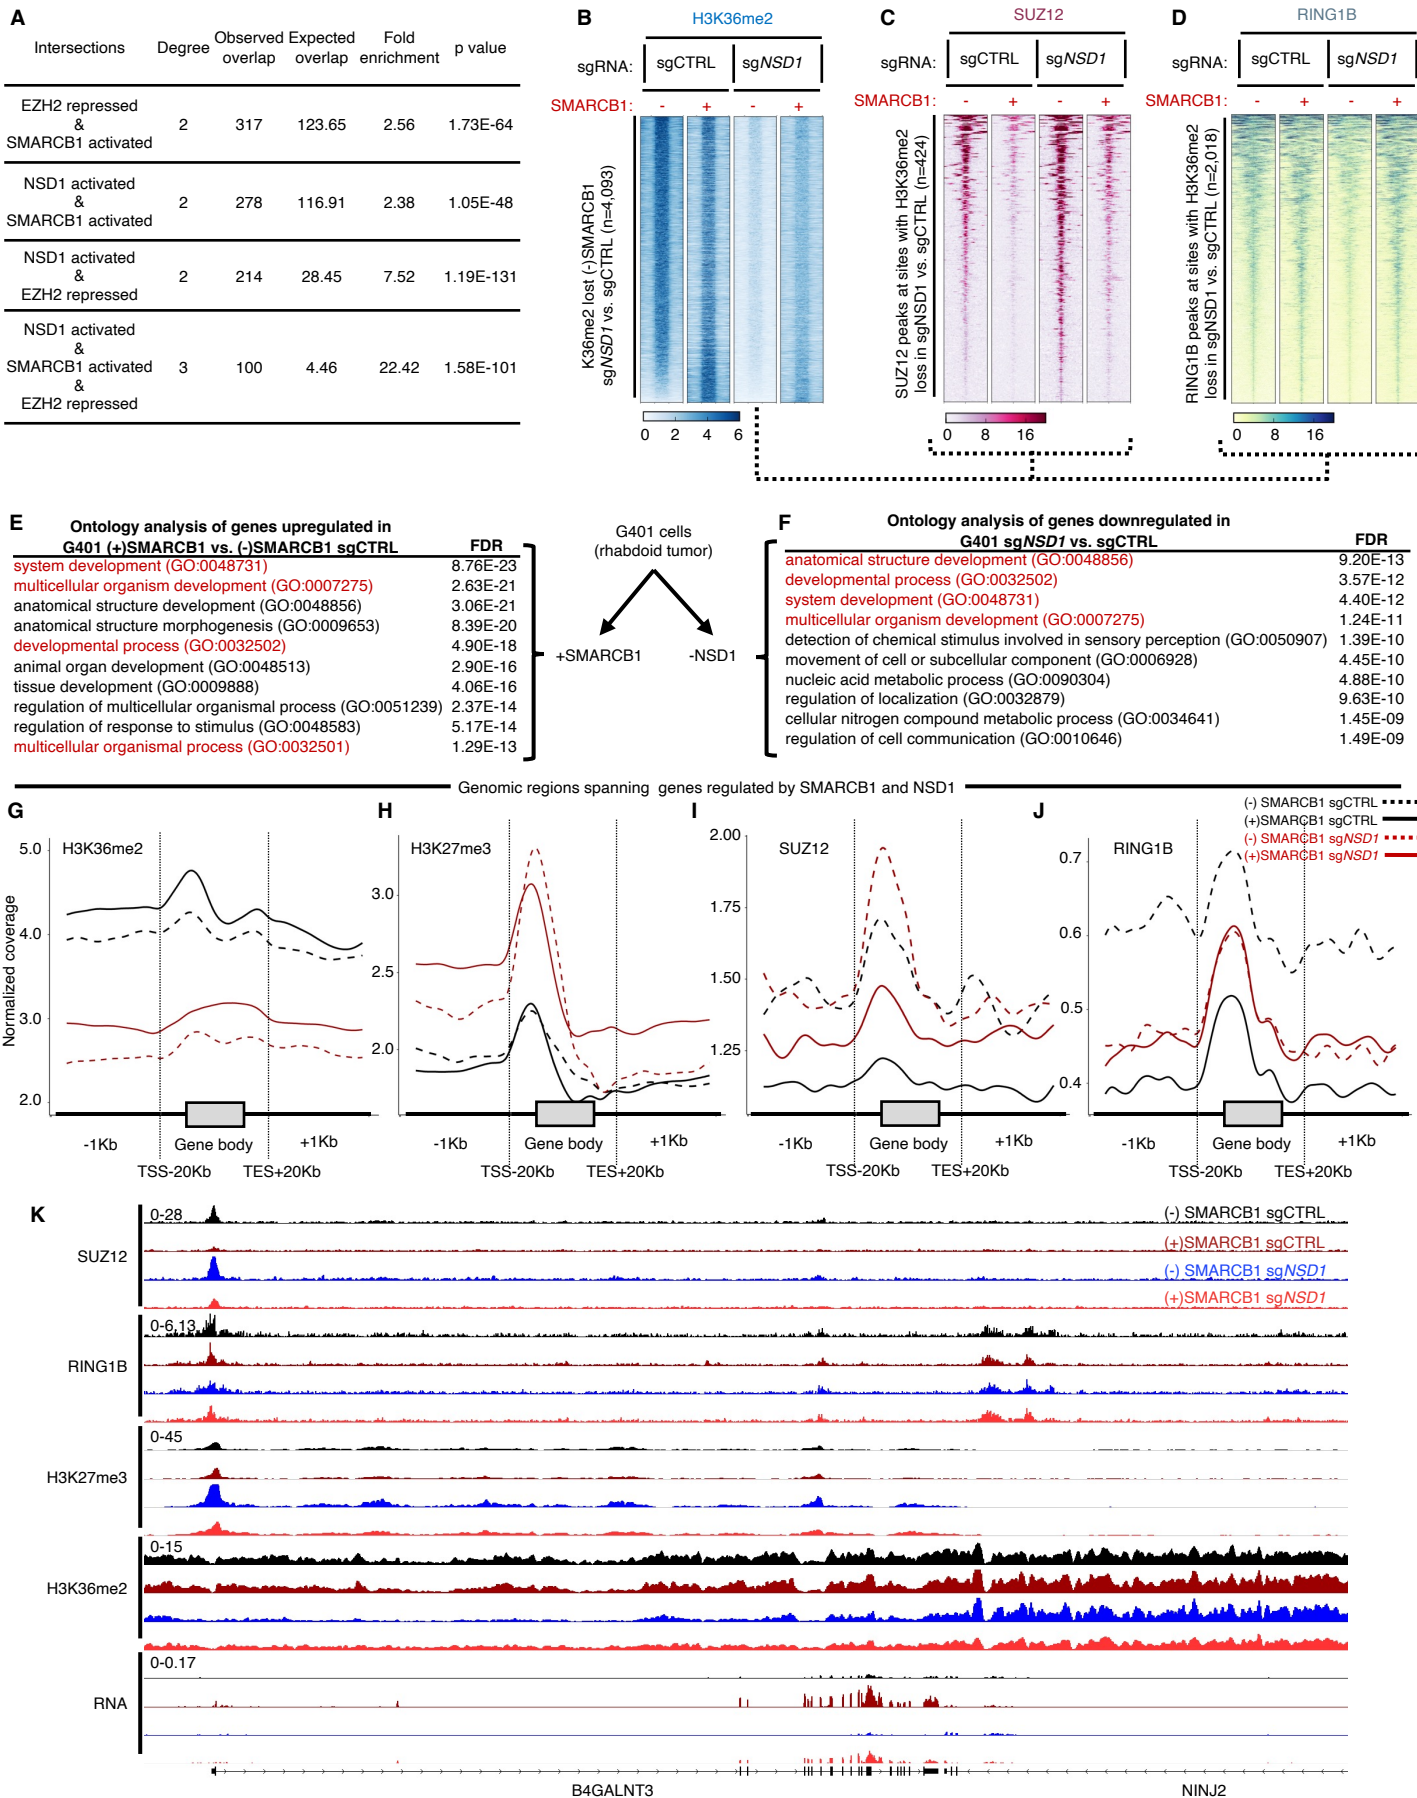 A
Intersections Degree Observed overlap Expected overlap Fold enrichment p value
EZH2 repressed & SMARCB1 activated 2 317 123.65 2.56 1.73E-64
NSD1 activated & SMARCB1 activated 2 278 116.91 2.38 1.05E-48
NSD1 activated & EZH2 repressed 2 214 28.45 7.52 1.19E-131
NSD1 activated & SMARCB1 activated & EZH2 repressed 3 100 4.46 22.42 1.58E-101
B
H3K36me2
sgRNA: sgCTRL sgNSD1
SMARCB1: - + - +
K36me2 lost (-)SMARCB1
sgNSD1 vs. sgCTRL (n=4,093)
0 2 4 6
C
SUZ12
sgRNA: sgCTRL sgNSD1
SMARCB1: - + - +
SUZ12 peaks at sites with H3K36me2
loss in sgNSD1 vs. sgCTRL (n=424)
0 8 16
D
RING1B
sgRNA: sgCTRL sgNSD1
SMARCB1: - + - +
RING1B peaks at sites with H3K36me2
loss in sgNSD1 vs. sgCTRL (n=2,018)
0 8 16
E
Ontology analysis of genes upregulated in
G401 (+)SMARCB1 vs. (-)SMARCB1 sgCTRL FDR
system development (GO:0048731) 8.76E-23
multicellular organism development (GO:0007275) 2.63E-21
anatomical structure development (GO:0048856) 3.06E-21
anatomical structure morphogenesis (GO:0009653) 8.39E-20
developmental process (GO:0032502) 4.90E-18
animal organ development (GO:0048513) 2.90E-16
tissue development (GO:0009888) 4.06E-16
regulation of multicellular organismal process (GO:0051239) 2.37E-14
regulation of response to stimulus (GO:0048583) 5.17E-14
multicellular organismal process (GO:0032501) 1.29E-13
G401 cells
(rhabdoid tumor)
+SMARCB1 -NSD1
F
Ontology analysis of genes downregulated in
G401 sgNSD1 vs. sgCTRL FDR
anatomical structure development (GO:0048856) 9.20E-13
developmental process (GO:0032502) 3.57E-12
system development (GO:0048731) 4.40E-12
multicellular organism development (GO:0007275) 1.24E-11
detection of chemical stimulus involved in sensory perception (GO:0050907) 1.39E-10
movement of cell or subcellular component (GO:0006928) 4.45E-10
nucleic acid metabolic process (GO:0090304) 4.88E-10
regulation of localization (GO:0032879) 9.63E-10
cellular nitrogen compound metabolic process (GO:0034641) 1.45E-09
regulation of cell communication (GO:0010646) 1.49E-09
Genomic regions spanning genes regulated by SMARCB1 and NSD1
(-) SMARCB1 sgCTRL
(+)SMARCB1 sgCTRL
(-) SMARCB1 sgNSD1
(+)SMARCB1 sgNSD1
G
H3K36me2
Normalized coverage
5.0
4.0
3.0
2.0
-1Kb Gene body +1Kb
TSS-20Kb TES+20Kb
H
H3K27me3
3.0
2.5
2.0
-1Kb Gene body +1Kb
TSS-20Kb TES+20Kb
I
SUZ12
2.00
1.75
1.50
1.25
-1Kb Gene body +1Kb
TSS-20Kb TES+20Kb
J
RING1B
0.7
0.6
0.5
0.4
-1Kb Gene body +1Kb
TSS-20Kb TES+20Kb
K
SUZ12
0-28
(-) SMARCB1 sgCTRL
(+)SMARCB1 sgCTRL
(-) SMARCB1 sgNSD1
(+)SMARCB1 sgNSD1
RING1B
0-6.13
H3K27me3
0-45
H3K36me2
0-15
RNA
0-0.17
B4GALNT3 NINJ2